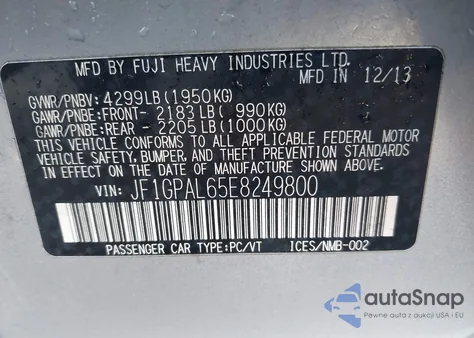 MFD BY FUJI HEAVY INDUSTRIES LTD.
MFD IN 12/13
GVWR/PNBV: 4299LB(1950KG)
GAWR/PNBE:FRONT- 2183LB( 990KG)
GAWR/PNBE:REAR - 2205LB(1000KG)
THIS VEHICLE CONFORMS TO ALL APPLICABLE FEDERAL MOTOR
VEHICLE SAFETY, BUMPER, AND THEFT PREVENTION STANDARDS
IN EFFECT ON THE DATE OF MANUFACTURE SHOWN ABOVE.
VIN: JF1GPAL65E8249800
PASSENGER CAR TYPE:PC/VT ICES/NMB-002
autoSnap
Pewne auta z aukcji USA i EU